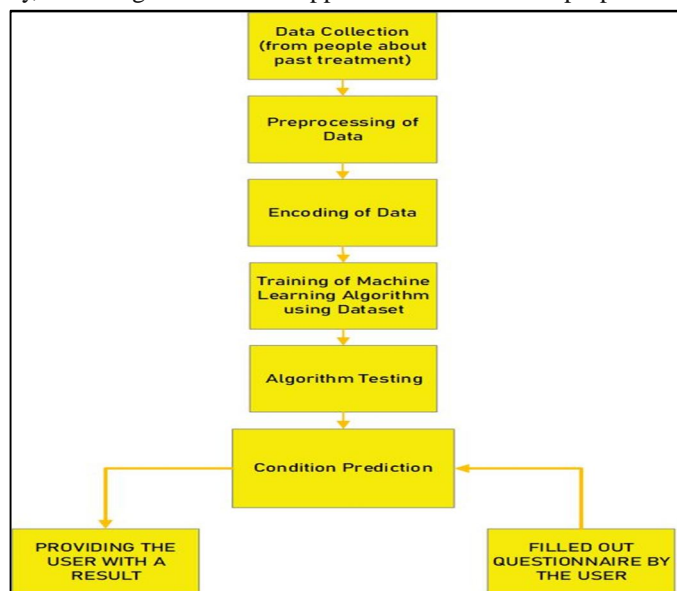 Data Collection
(from people about
past treatment)
Preprocessing of
Data
Encoding of Data
Training of Machine
Learning Algorithm
using Dataset
Algorithm Testing
Condition Prediction
PROVIDING THE
USER WITH A
RESULT
FILLED OUT
QUESTIONNAIRE BY
THE USER